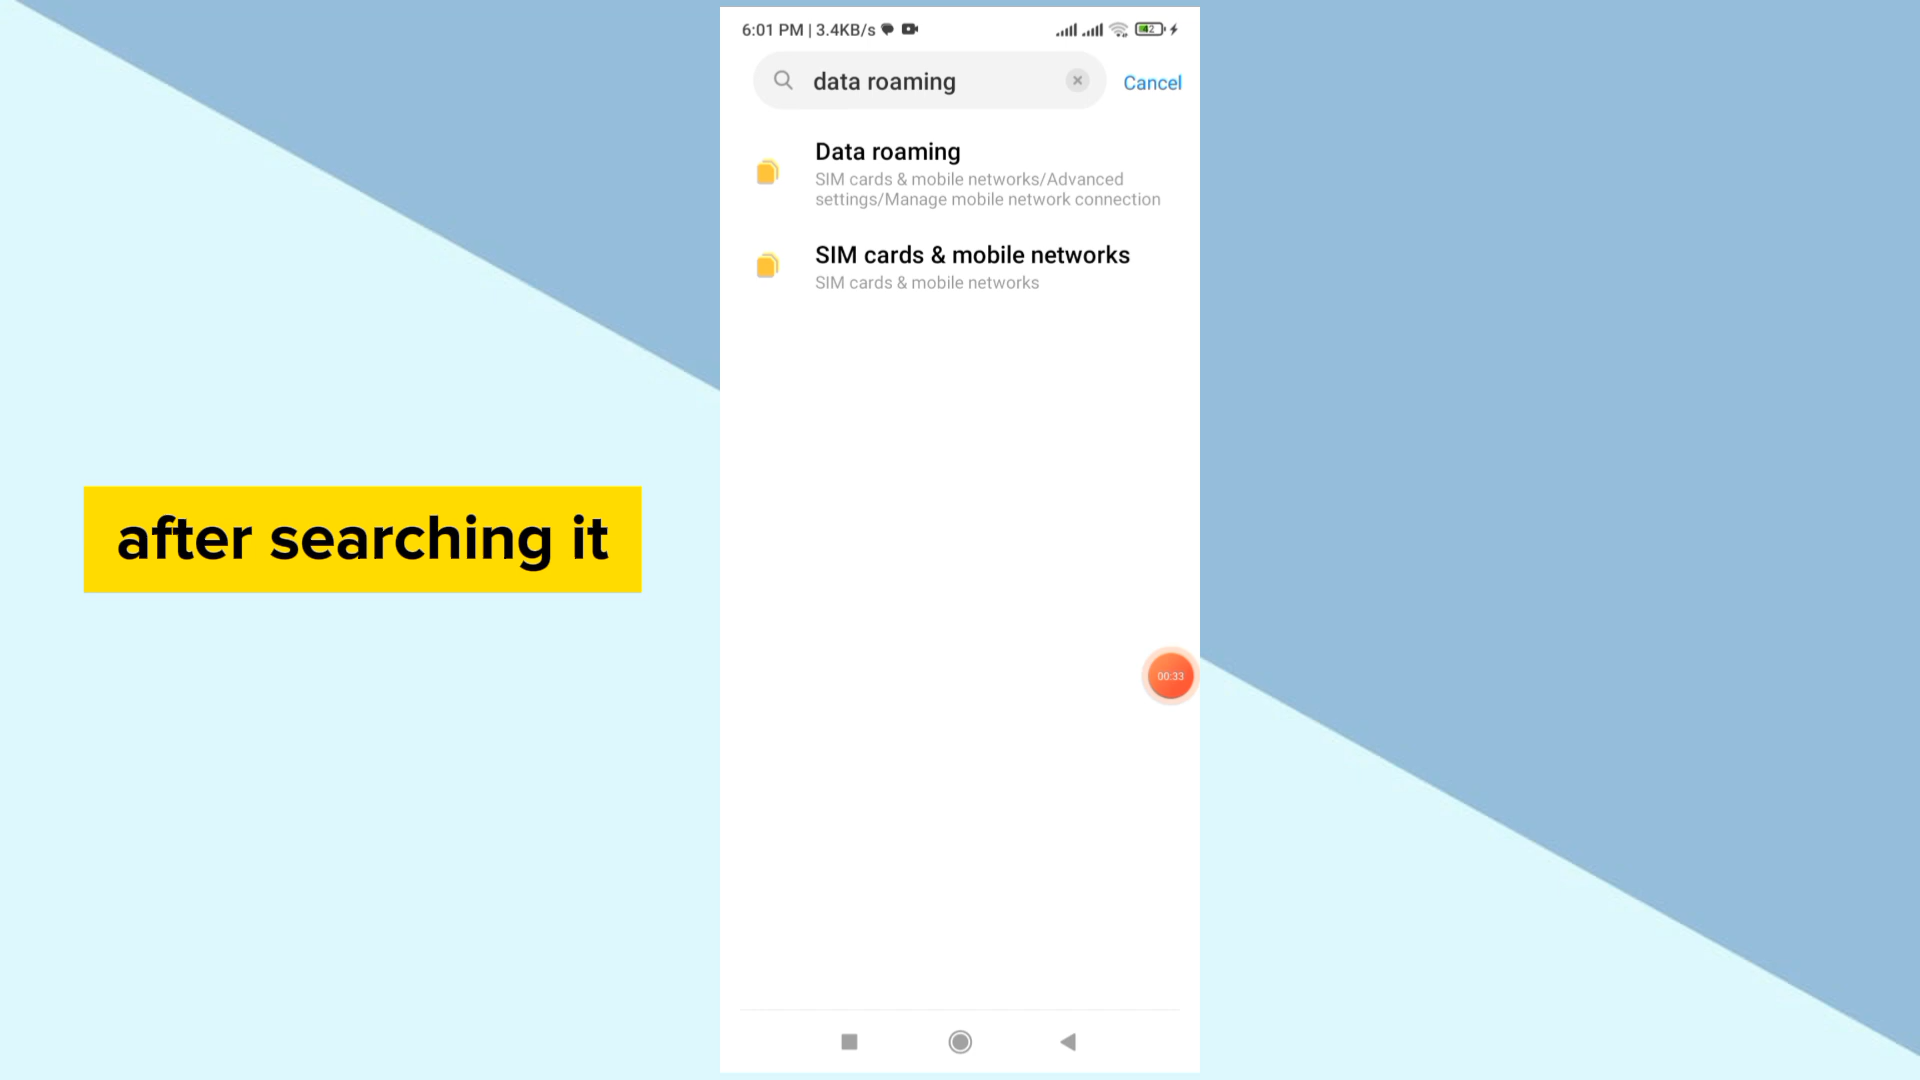 6:01 PM | 3.4KB/s
42
data roaming
Cancel
Data roaming
SIM cards & mobile networks/Advanced
settings/Manage mobile network connection
SIM cards & mobile networks
SIM cards & mobile networks
after searching it
00:33